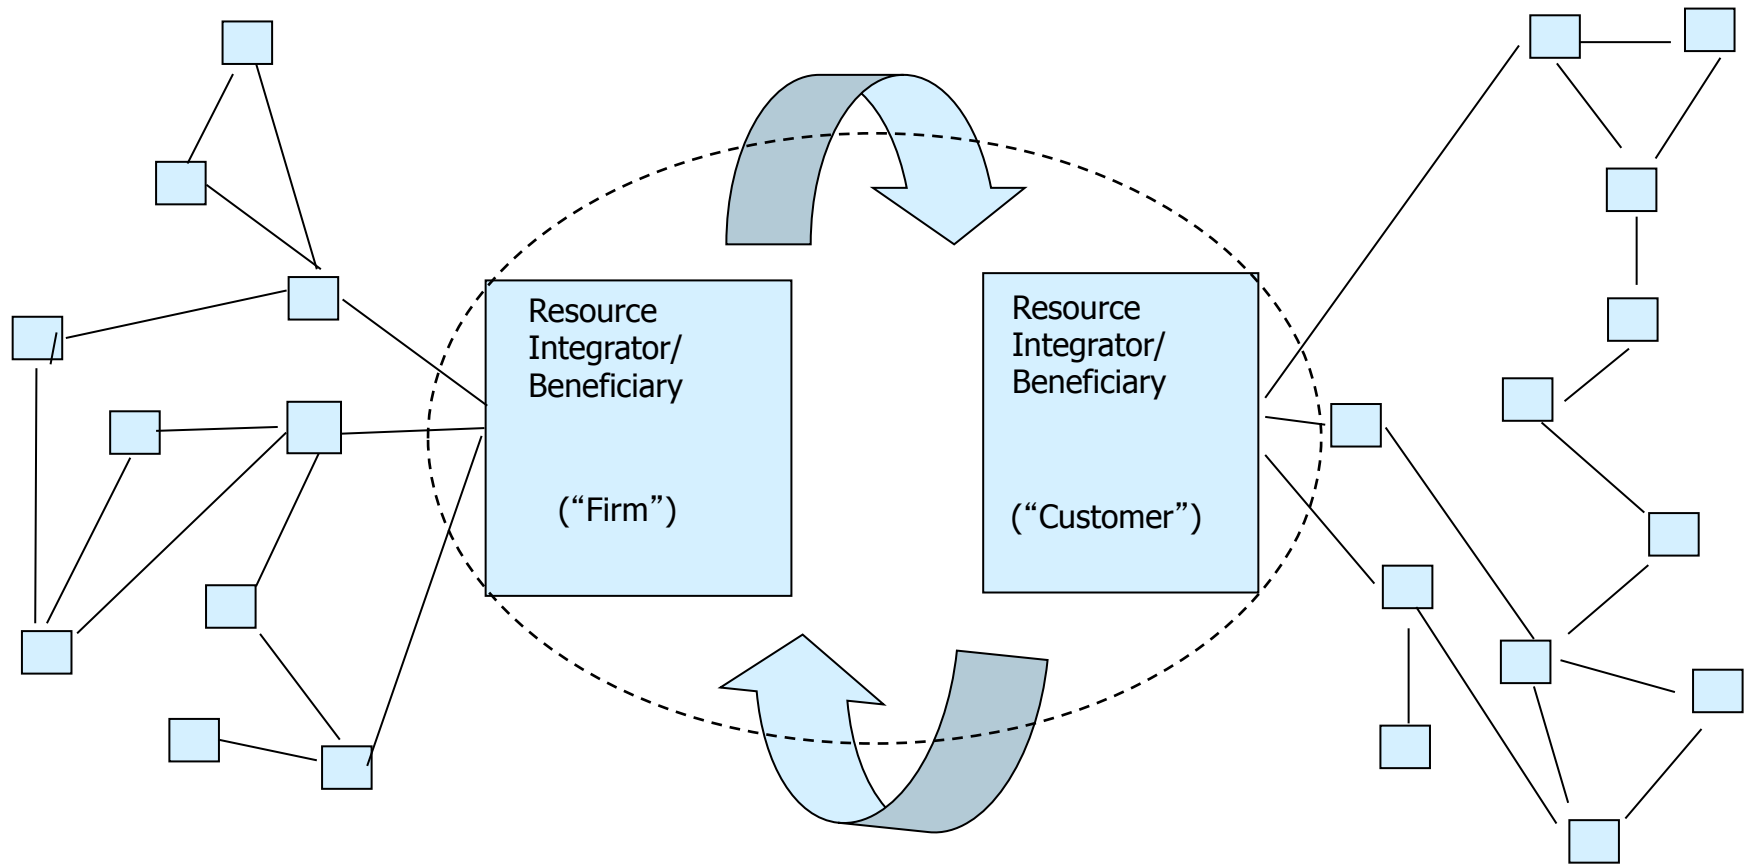 Resource
Integrator/
Beneficiary
(“Firm”)
Resource
Integrator/
Beneficiary
(“Customer”)